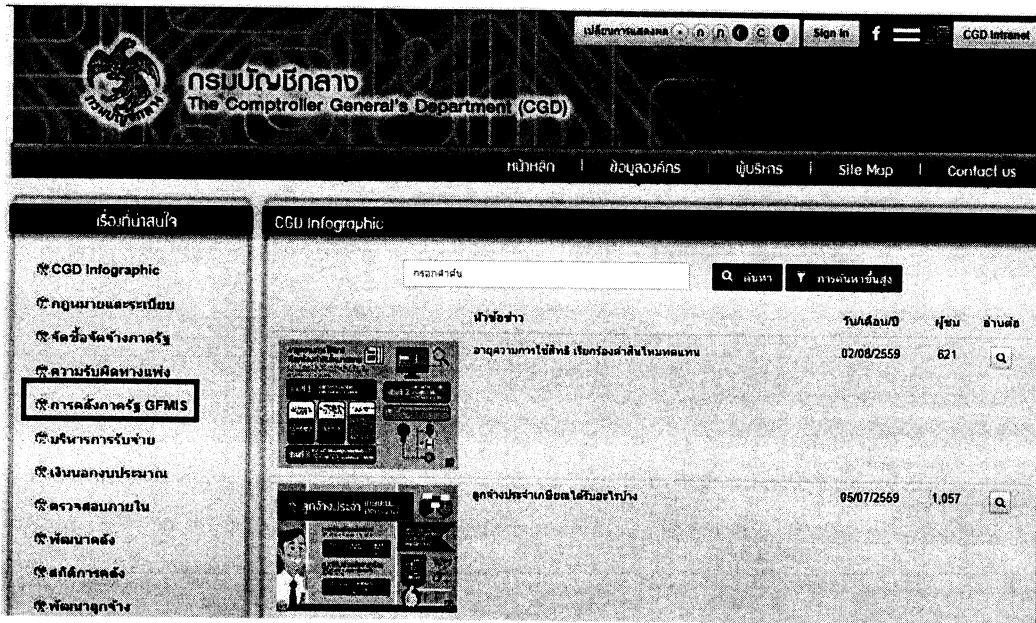 เปลี่ยนการแสดงผล - ก ก C C C Sign in f CGD Intranet
กรมบัญชีกลาง
The Comptroller General's Department (CGD)
หน้าหลัก | ข้อมูลองค์กร | ผู้บริหาร | Site Map | Contact us
เรื่องที่น่าสนใจ
CGD Infographic
กฎหมายและระเบียบ
จัดซื้อจัดจ้างภาครัฐ
ความรับผิดทางแพ่ง
การคลังภาครัฐ GFMIS
บริหารการรับจ่าย
เงินนอกงบประมาณ
ตรวจสอบภายใน
พัฒนาคลัง
สถิติการคลัง
พัฒนาลูกจ้าง
CGD Infographic
กรอกคำค้น ค้นหา การค้นหาขั้นสูง
หัวข้อข่าว วัน/เดือน/ปี ผู้ชม อ่านต่อ
อายุความการใช้สิทธิ เรียกร้องค่าสินไหมทดแทน 02/08/2559 621
ลูกจ้างประจำเกษียณได้รับอะไรบ้าง 05/07/2559 1,057
ลูกจ้างประจำ